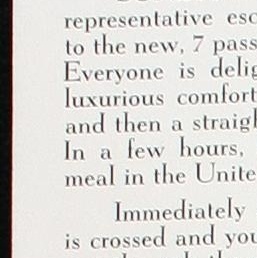 representative esc
to the new, 7 pass
Everyone is delig
luxurious comfort
and then a straigh
In a few hours,
meal in the Unite
Immediately
is crossed and you